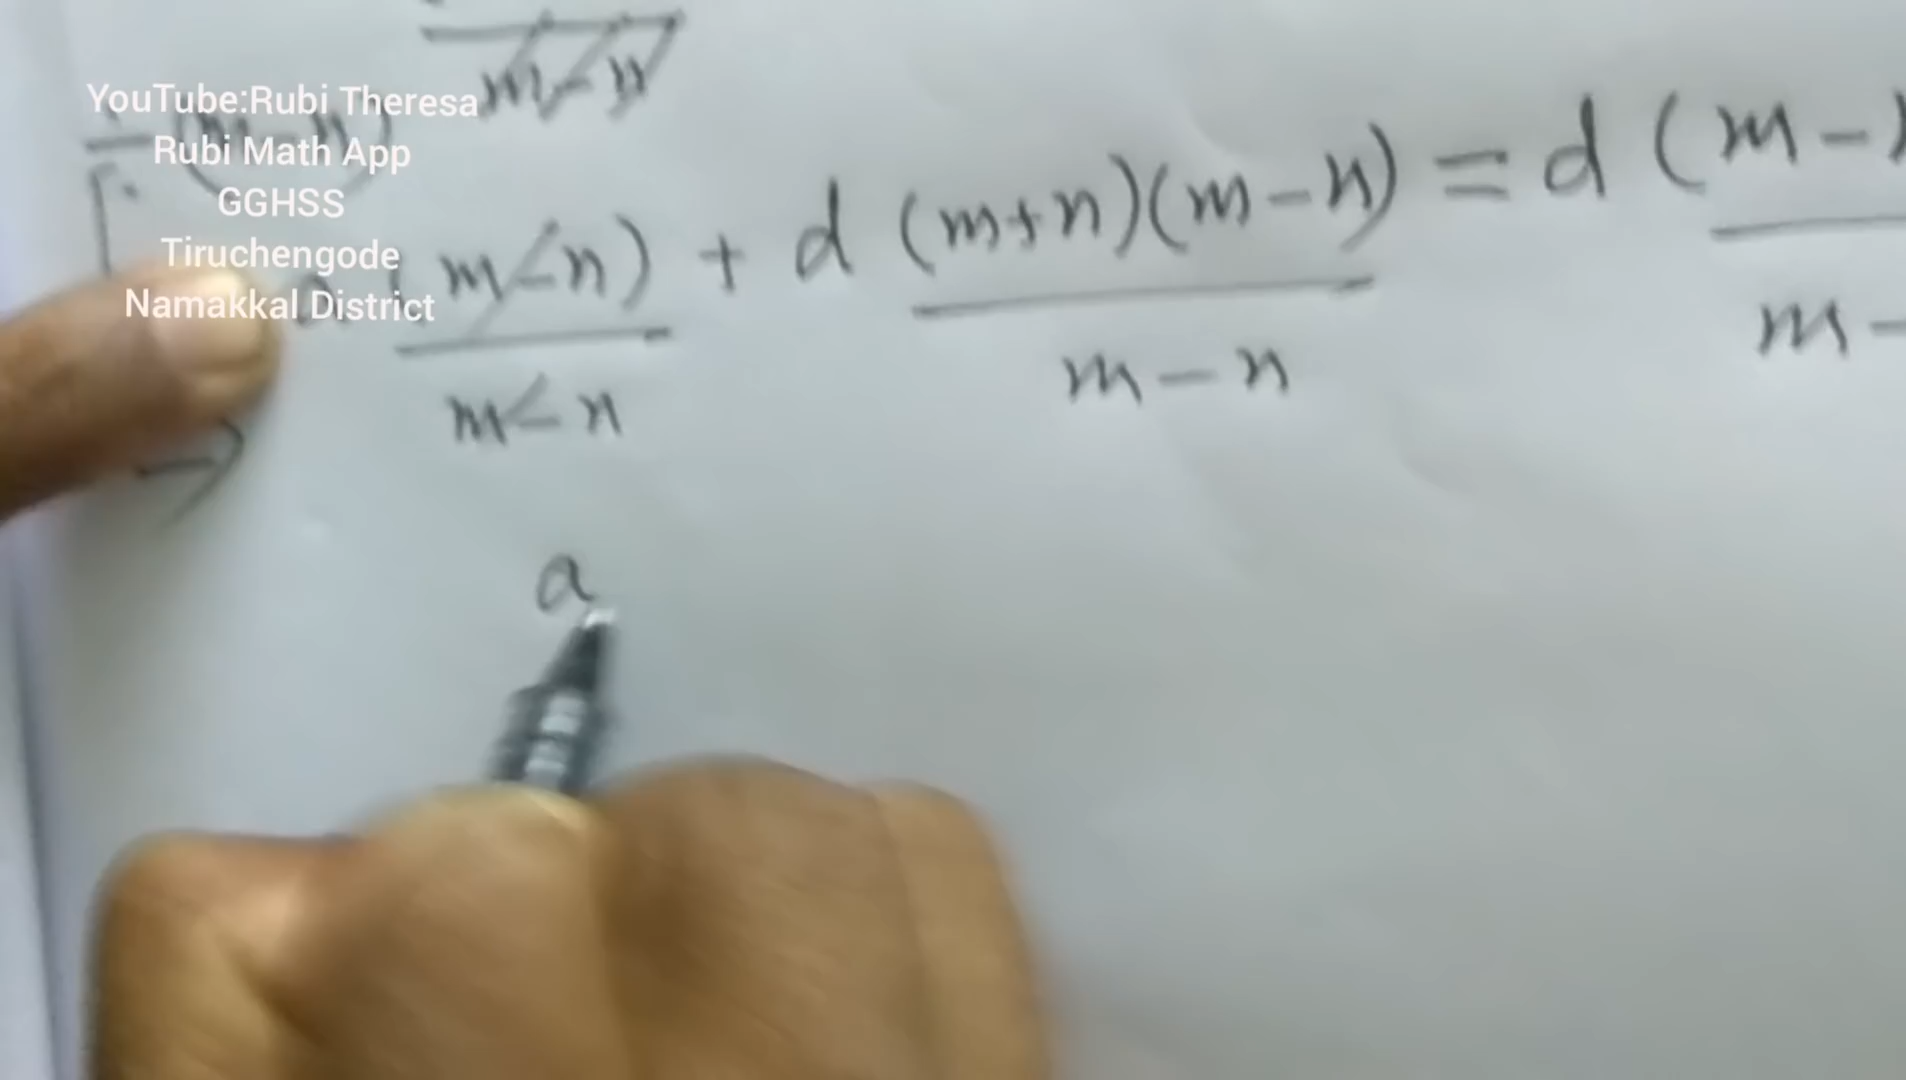 m-n
YouTube:Rubi Theresa
÷ (m-n)
Rubi Math App
GGHSS
Tiruchengode
Namakkal District
a (m-n) + d (m+n)(m-n) = d (m-
m-n m-n m-
⇒
a